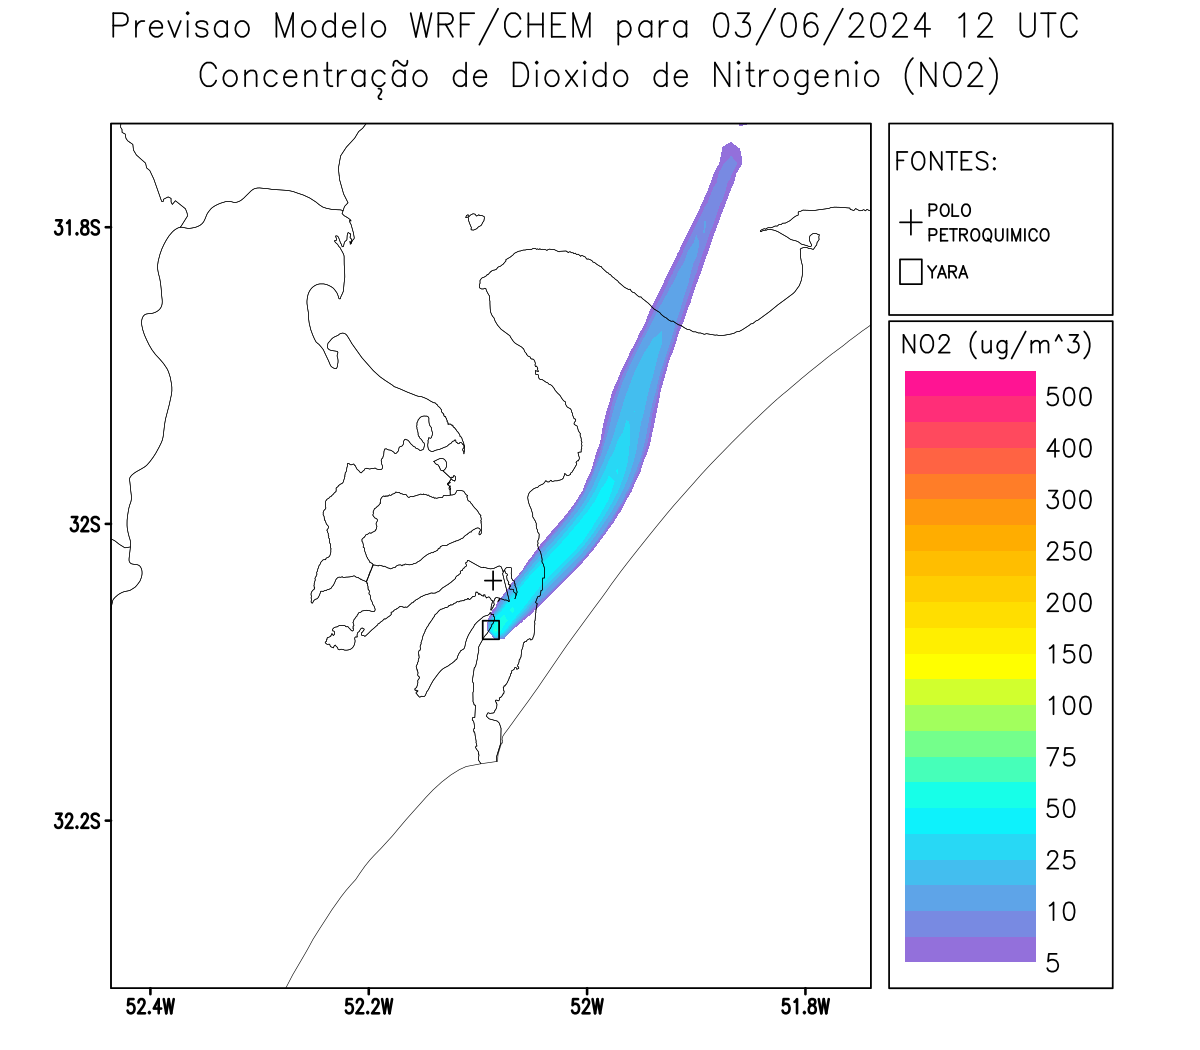 Previsao Modelo WRF/CHEM para 03/06/2024 12 UTC
Concentração de Dioxido de Nitrogenio (NO2)
FONTES:
POLO
PETROQUIMICO
YARA
31.8S
32S
32.2S
52.4W
52.2W
52W
51.8W
NO2 (ug/m^3)
500
400
300
250
200
150
100
75
50
25
10
5